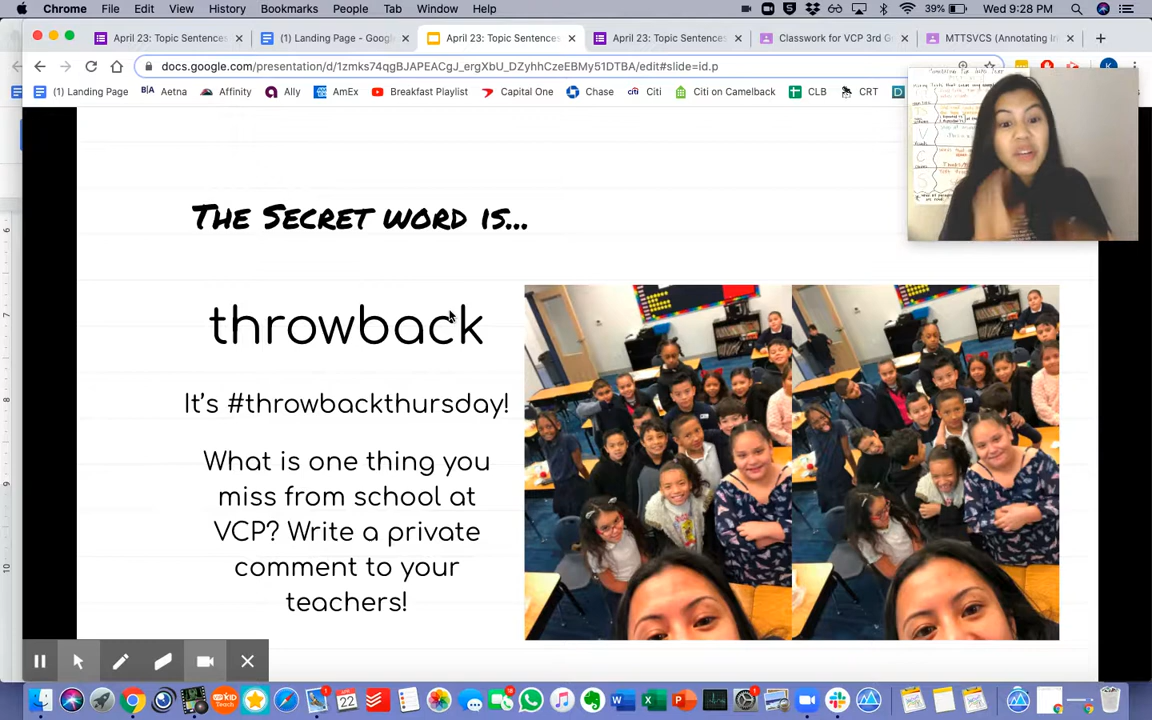 Chrome File Edit View History Bookmarks People Tab Window Help 39% Wed 9:28 PM
April 23: Topic Sentences (1) Landing Page - Google April 23: Topic Sentences April 23: Topic Sentences Classwork for VCP 3rd G MTTSVCS (Annotating In
docs.google.com/presentation/d/1zmks74qgBJAPEACgJ_ergXbU_DZyhhCzeEBMy51DTBA/edit#slide=id.p
(1) Landing Page Aetna Affinity Ally AmEx Breakfast Playlist Capital One Chase Citi Citi on Camelback CLB CRT
The Secret word is...
throwback
It's #throwbackthursday!
What is one thing you
miss from school at
VCP? Write a private
comment to your
teachers!